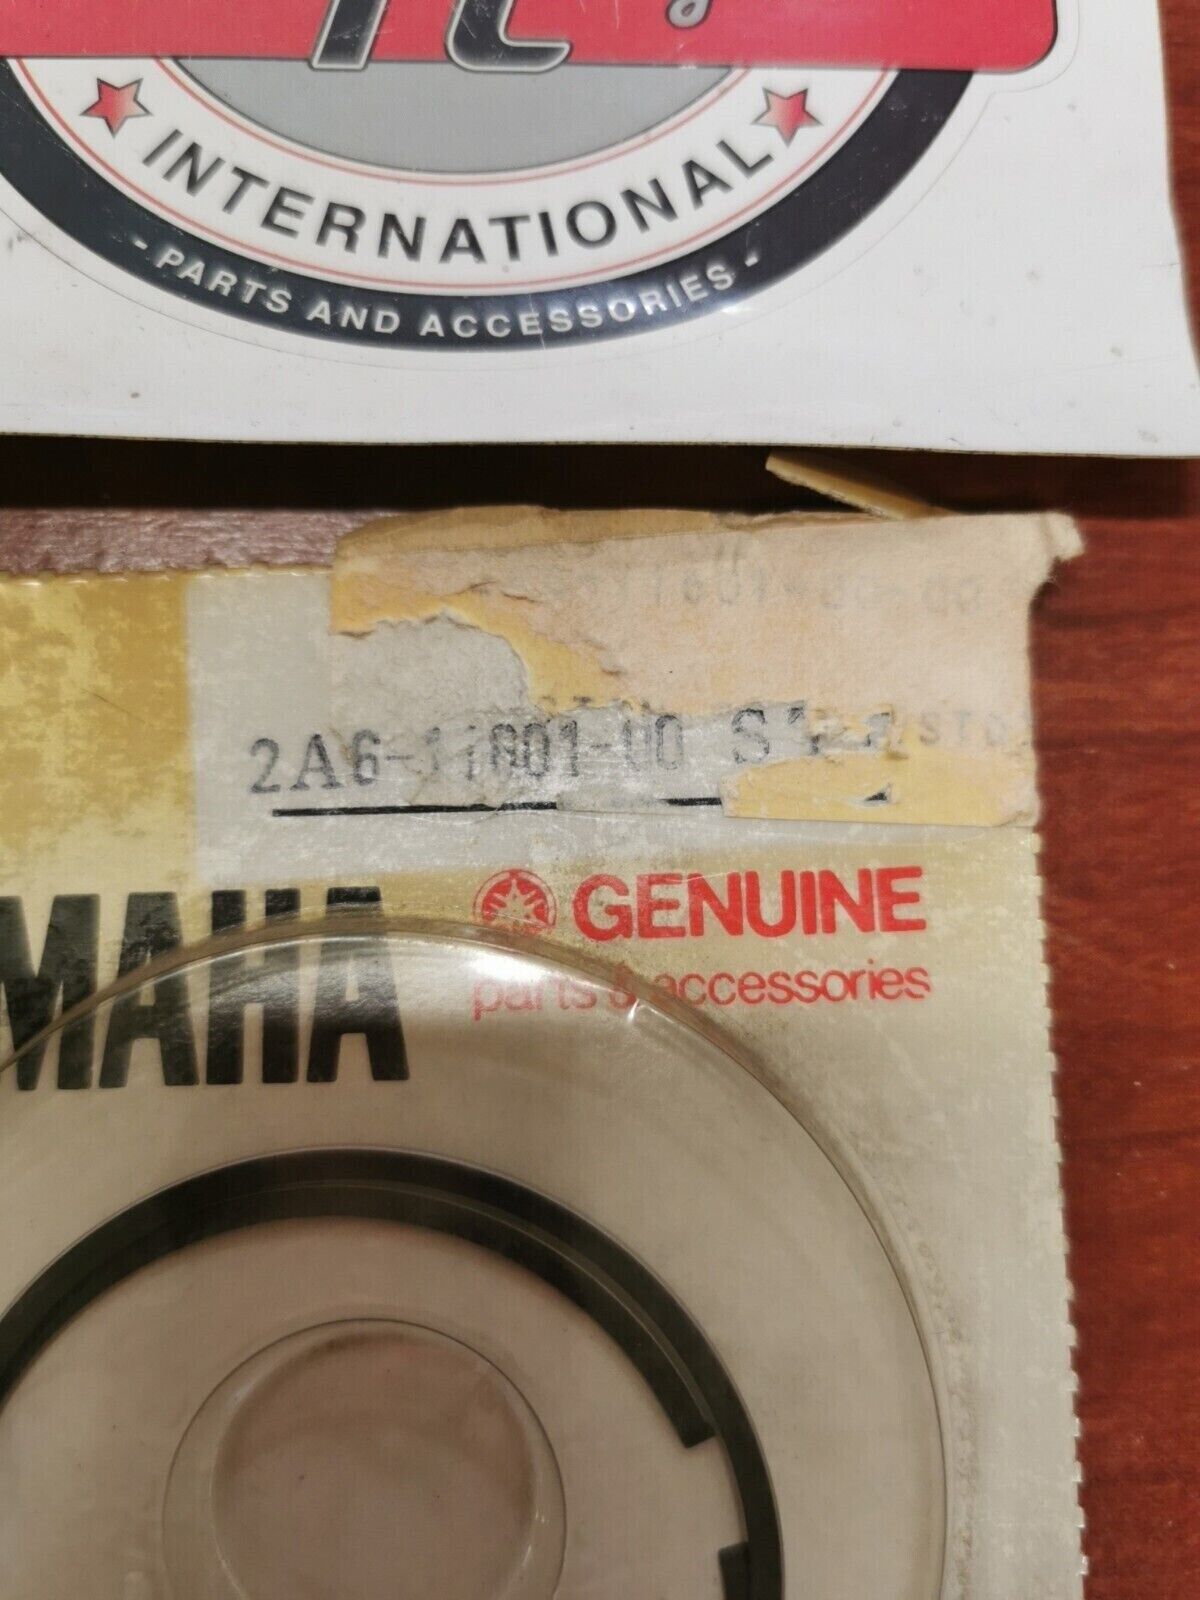 INTERNATIONAL
- PARTS AND ACCESSORIES -
2A6-11601-00
MAHA
GENUINE
parts & accessories